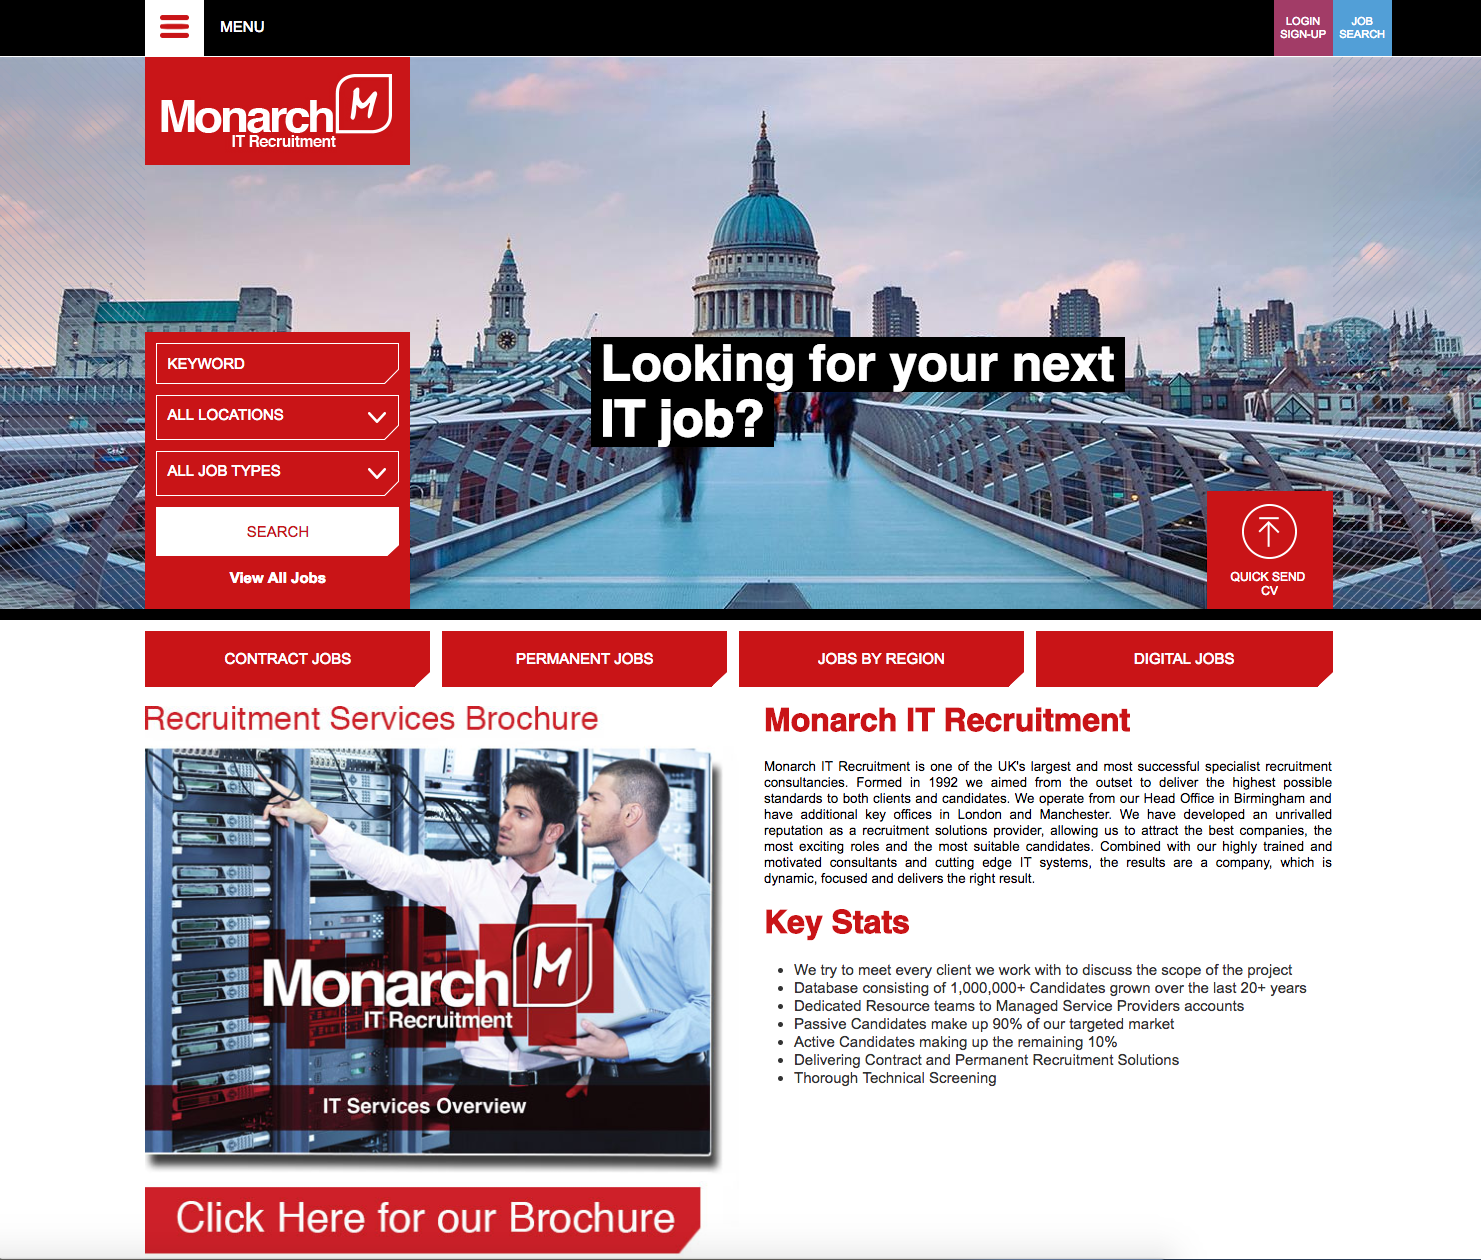 MENU
LOGIN
SIGN-UP
JOB
SEARCH
Monarch M
IT Recruitment
Looking for your next
IT job?
KEYWORD
ALL LOCATIONS
ALL JOB TYPES
SEARCH
View All Jobs
QUICK SEND
CV
CONTRACT JOBS
PERMANENT JOBS
JOBS BY REGION
DIGITAL JOBS
Recruitment Services Brochure
Monarch M
IT Recruitment
IT Services Overview
Click Here for our Brochure
Monarch IT Recruitment
Monarch IT Recruitment is one of the UK's largest and most successful specialist recruitment
consultancies. Formed in 1992 we aimed from the outset to deliver the highest possible
standards to both clients and candidates. We operate from our Head Office in Birmingham and
have additional key offices in London and Manchester. We have developed an unrivalled
reputation as a recruitment solutions provider, allowing us to attract the best companies, the
most exciting roles and the most suitable candidates. Combined with our highly trained and
motivated consultants and cutting edge IT systems, the results are a company, which is
dynamic, focused and delivers the right result.
Key Stats
• We try to meet every client we work with to discuss the scope of the project
• Database consisting of 1,000,000+ Candidates grown over the last 20+ years
• Dedicated Resource teams to Managed Service Providers accounts
• Passive Candidates make up 90% of our targeted market
• Active Candidates making up the remaining 10%
• Delivering Contract and Permanent Recruitment Solutions
• Thorough Technical Screening